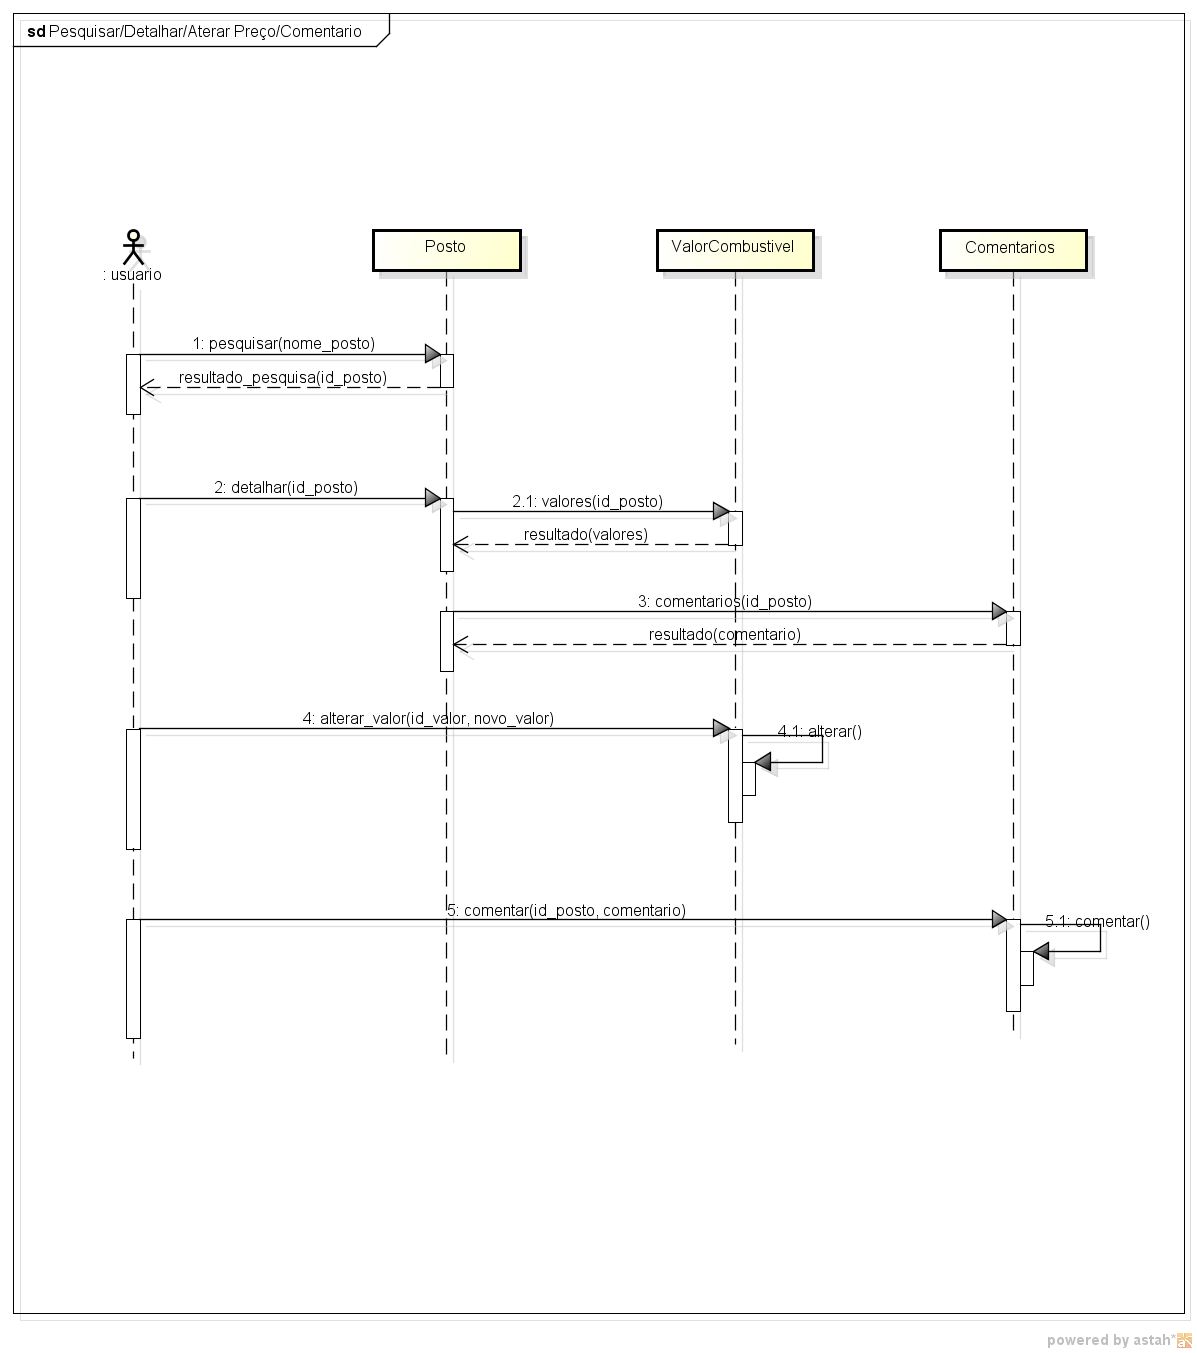 sd Pesquisar/Detalhar/Aterar Preço/Comentario
: usuario
Posto
ValorCombustivel
Comentarios
1: pesquisar(nome_posto)
resultado_pesquisa(id_posto)
2: detalhar(id_posto)
2.1: valores(id_posto)
resultado(valores)
3: comentarios(id_posto)
resultado(comentario)
4: alterar_valor(id_valor, novo_valor)
4.1: alterar()
5: comentar(id_posto, comentario)
5.1: comentar()
powered by astah*